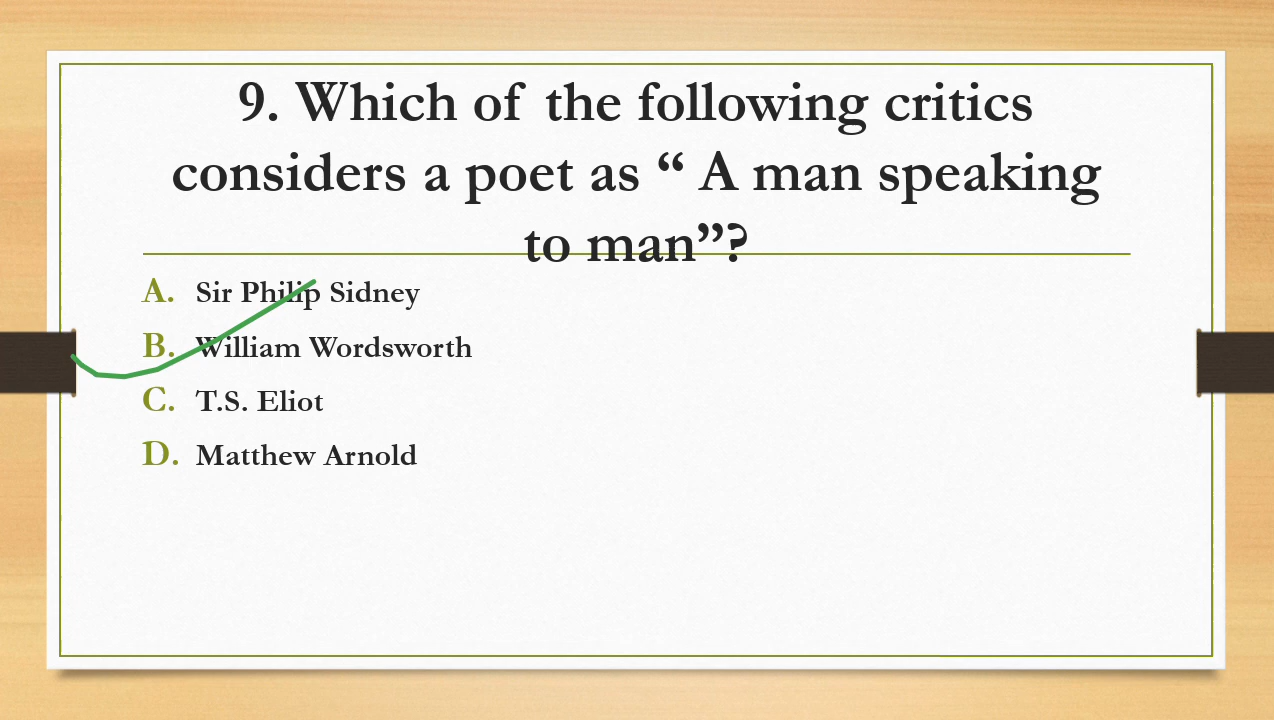 9. Which of the following critics
considers a poet as “ A man speaking
to man”?
A. Sir Philip Sidney
B. William Wordsworth
C. T.S. Eliot
D. Matthew Arnold